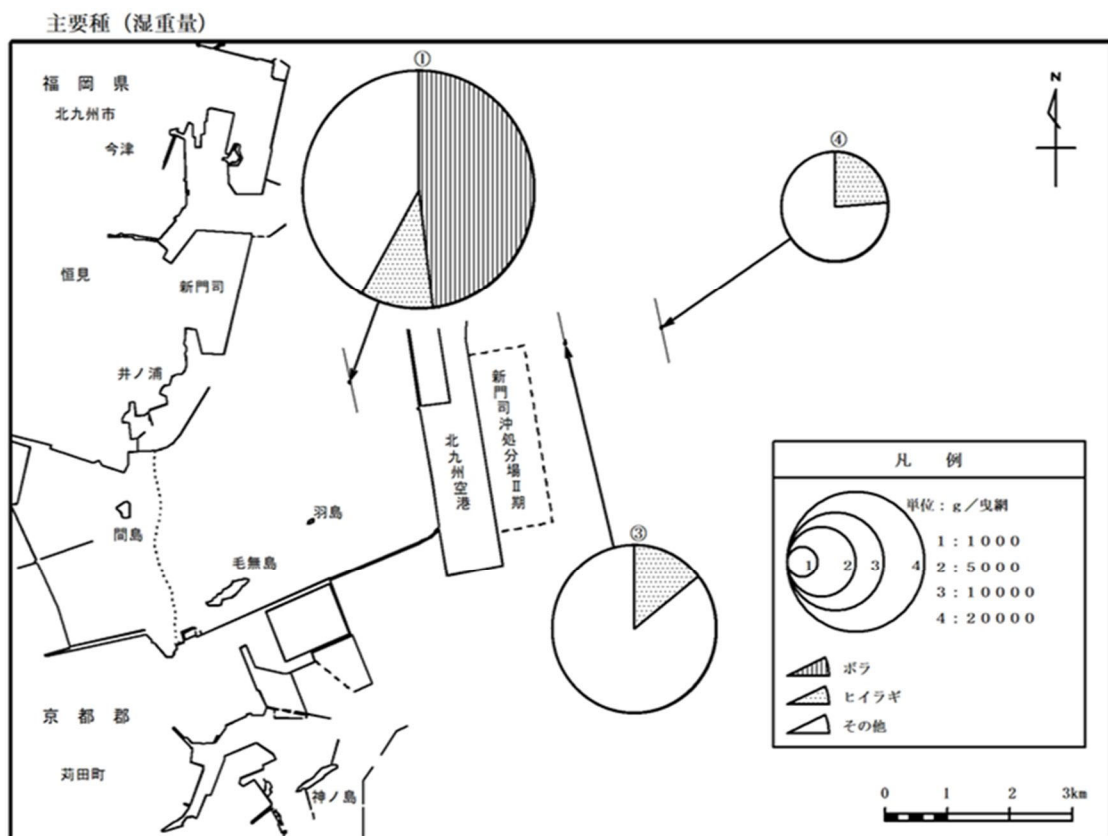 主要種（湿重量）
福岡県
北九州市
今津
恒見
新門司
井ノ浦
間島
羽島
毛無島
北九州空港
新門司沖処分場Ⅱ期
京都郡
苅田町
神ノ島
①
④
③
N
凡例
単位：g／曳網
1 2 3 4
1：1000
2：5000
3：10000
4：20000
ボラ
ヒイラギ
その他
0 1 2 3km